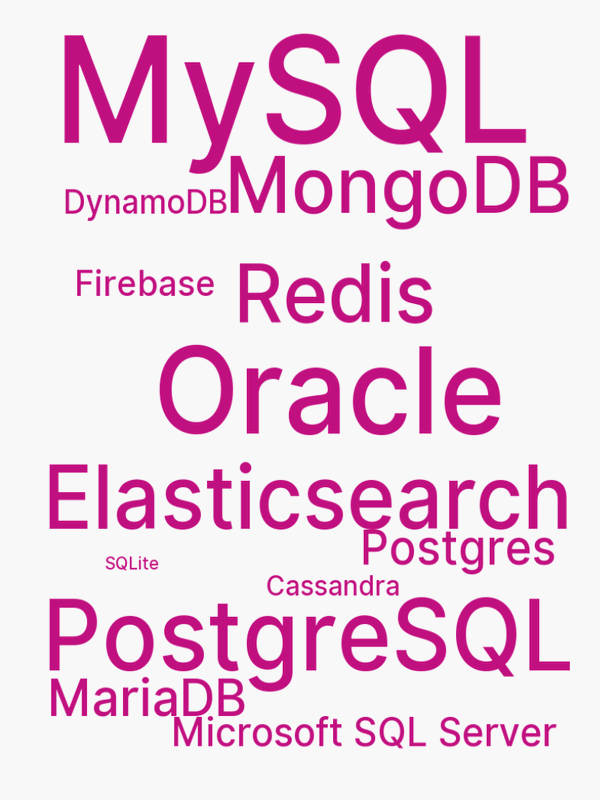 MySQL
MongoDB
DynamoDB
Firebase
Redis
Oracle
Elasticsearch
Postgres
SQLite
Cassandra
PostgreSQL
MariaDB
Microsoft SQL Server